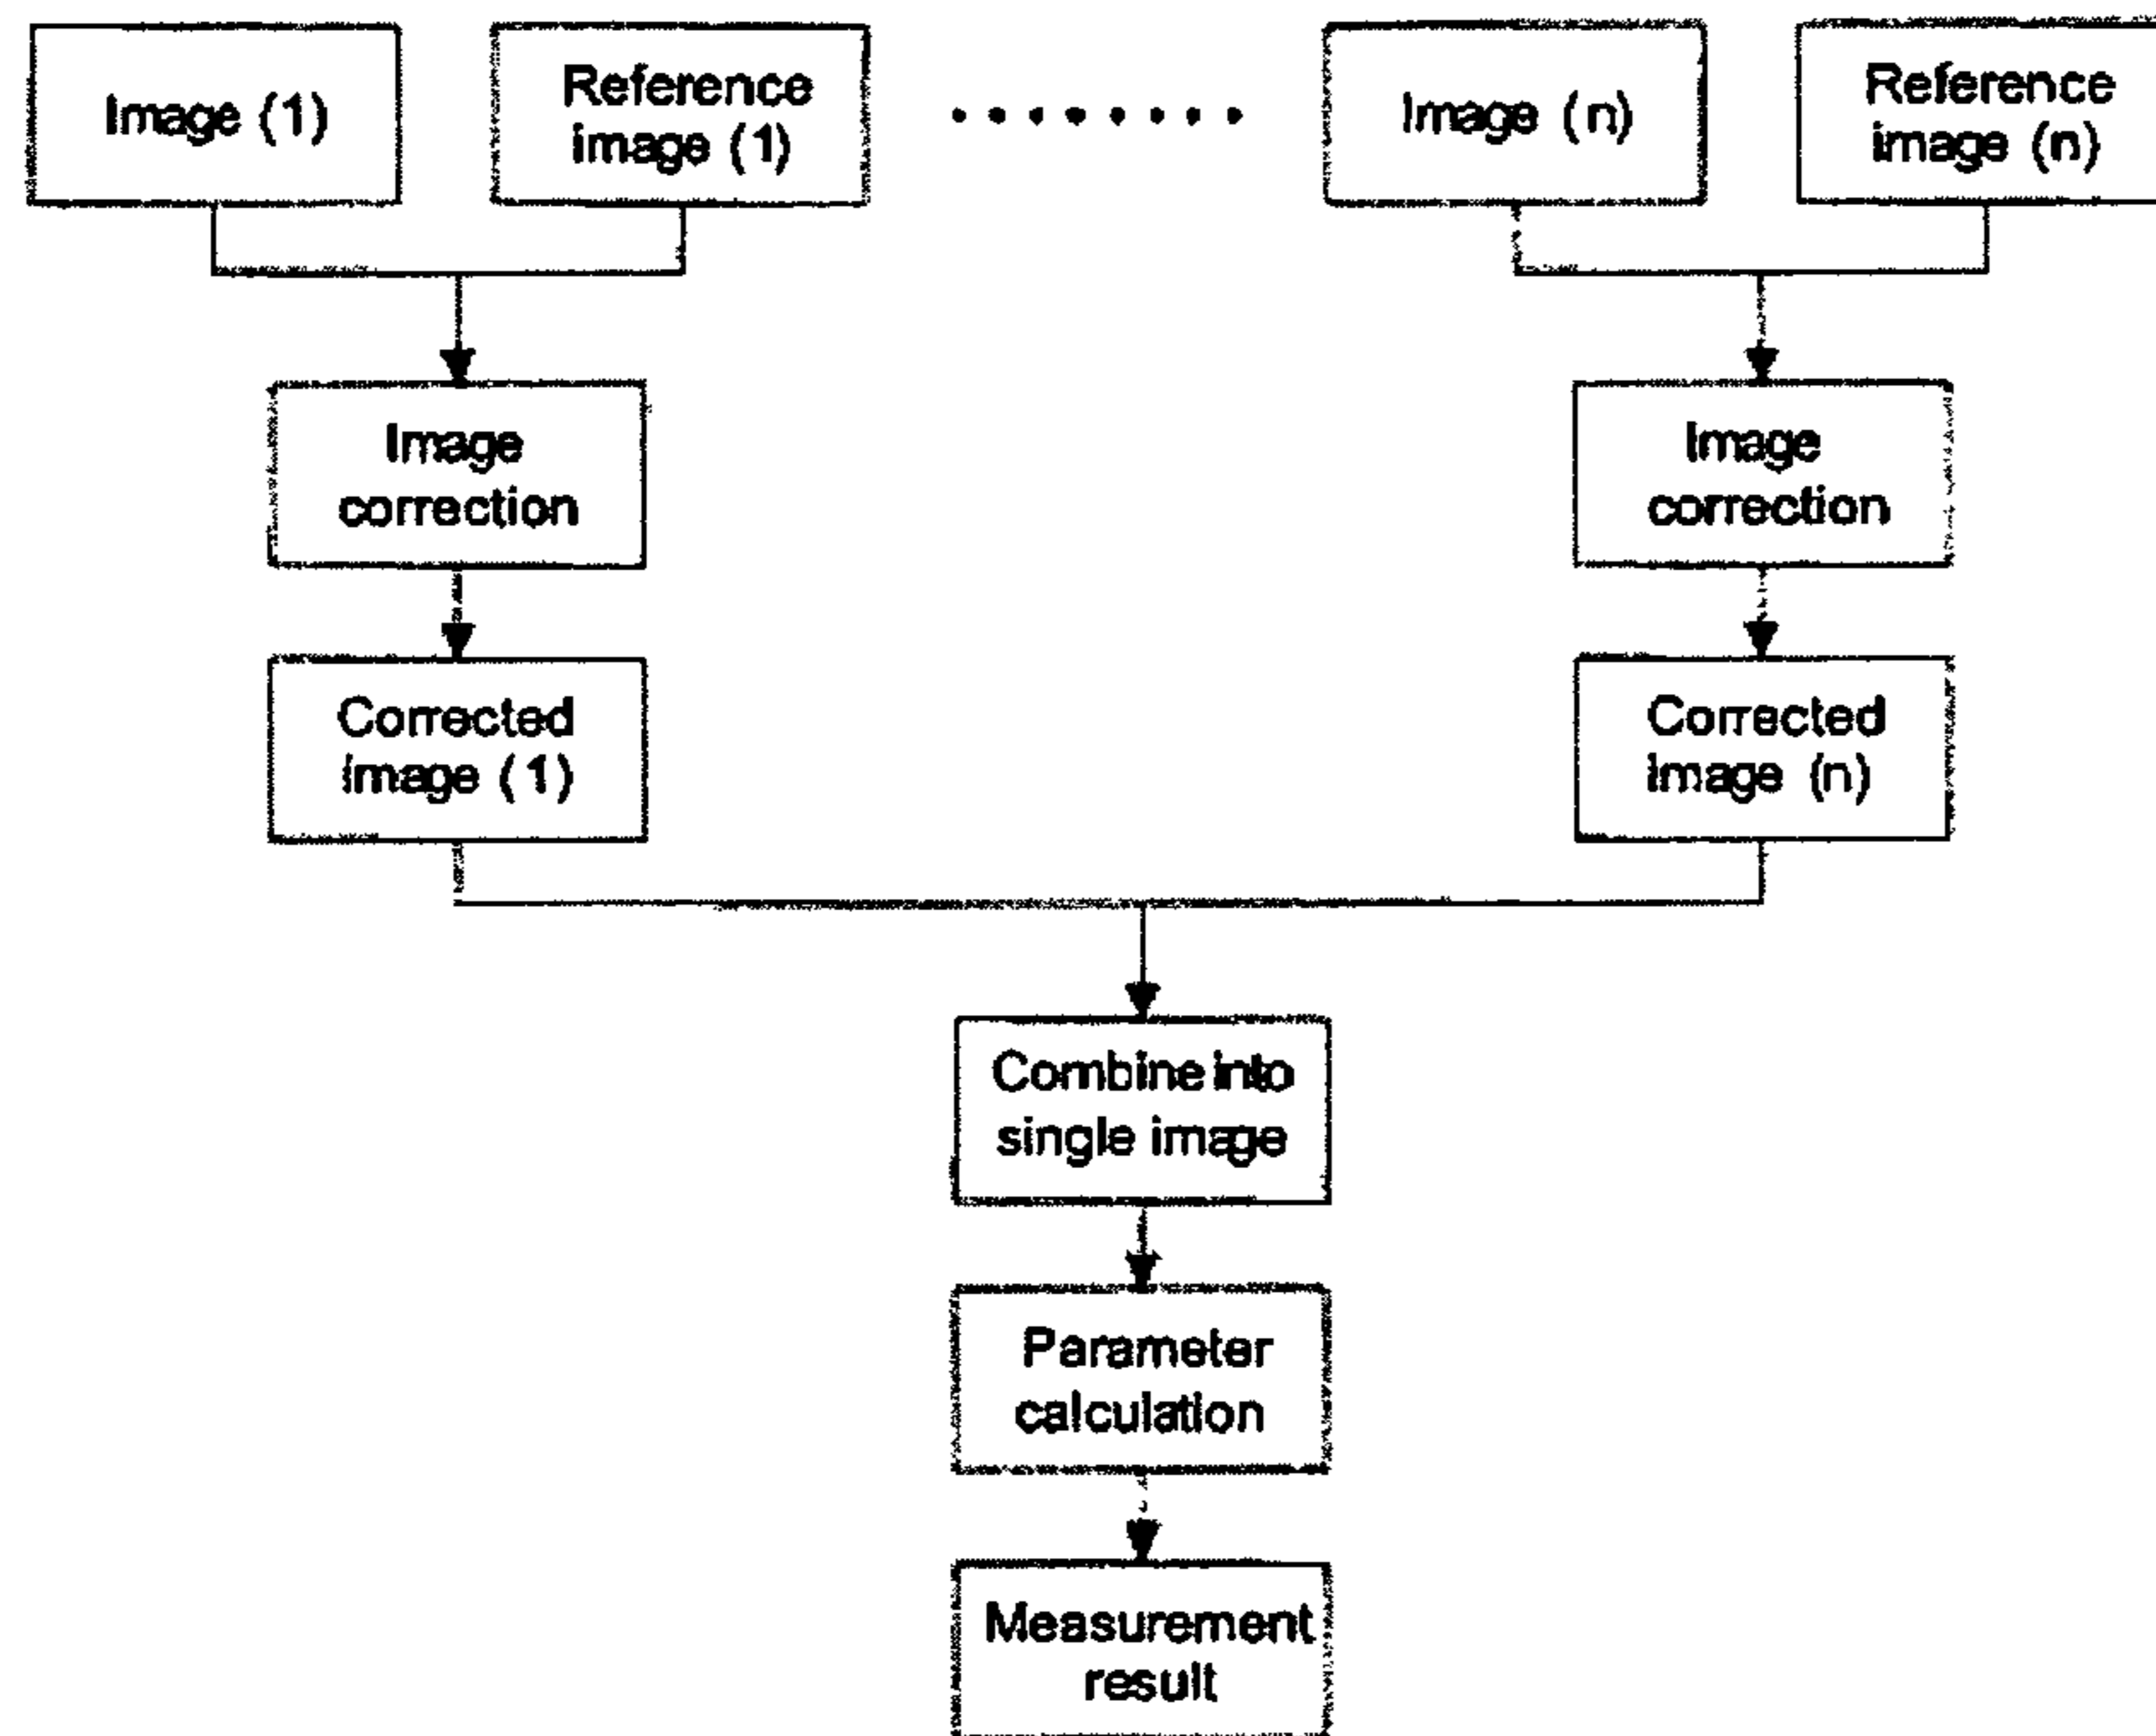 Image (1)
Reference
image (1)
Image (n)
Reference
image (n)
Image
correction
Image
correction
Corrected
image (1)
Corrected
image (n)
Combine into
single image
Parameter
calculation
Measurement
result